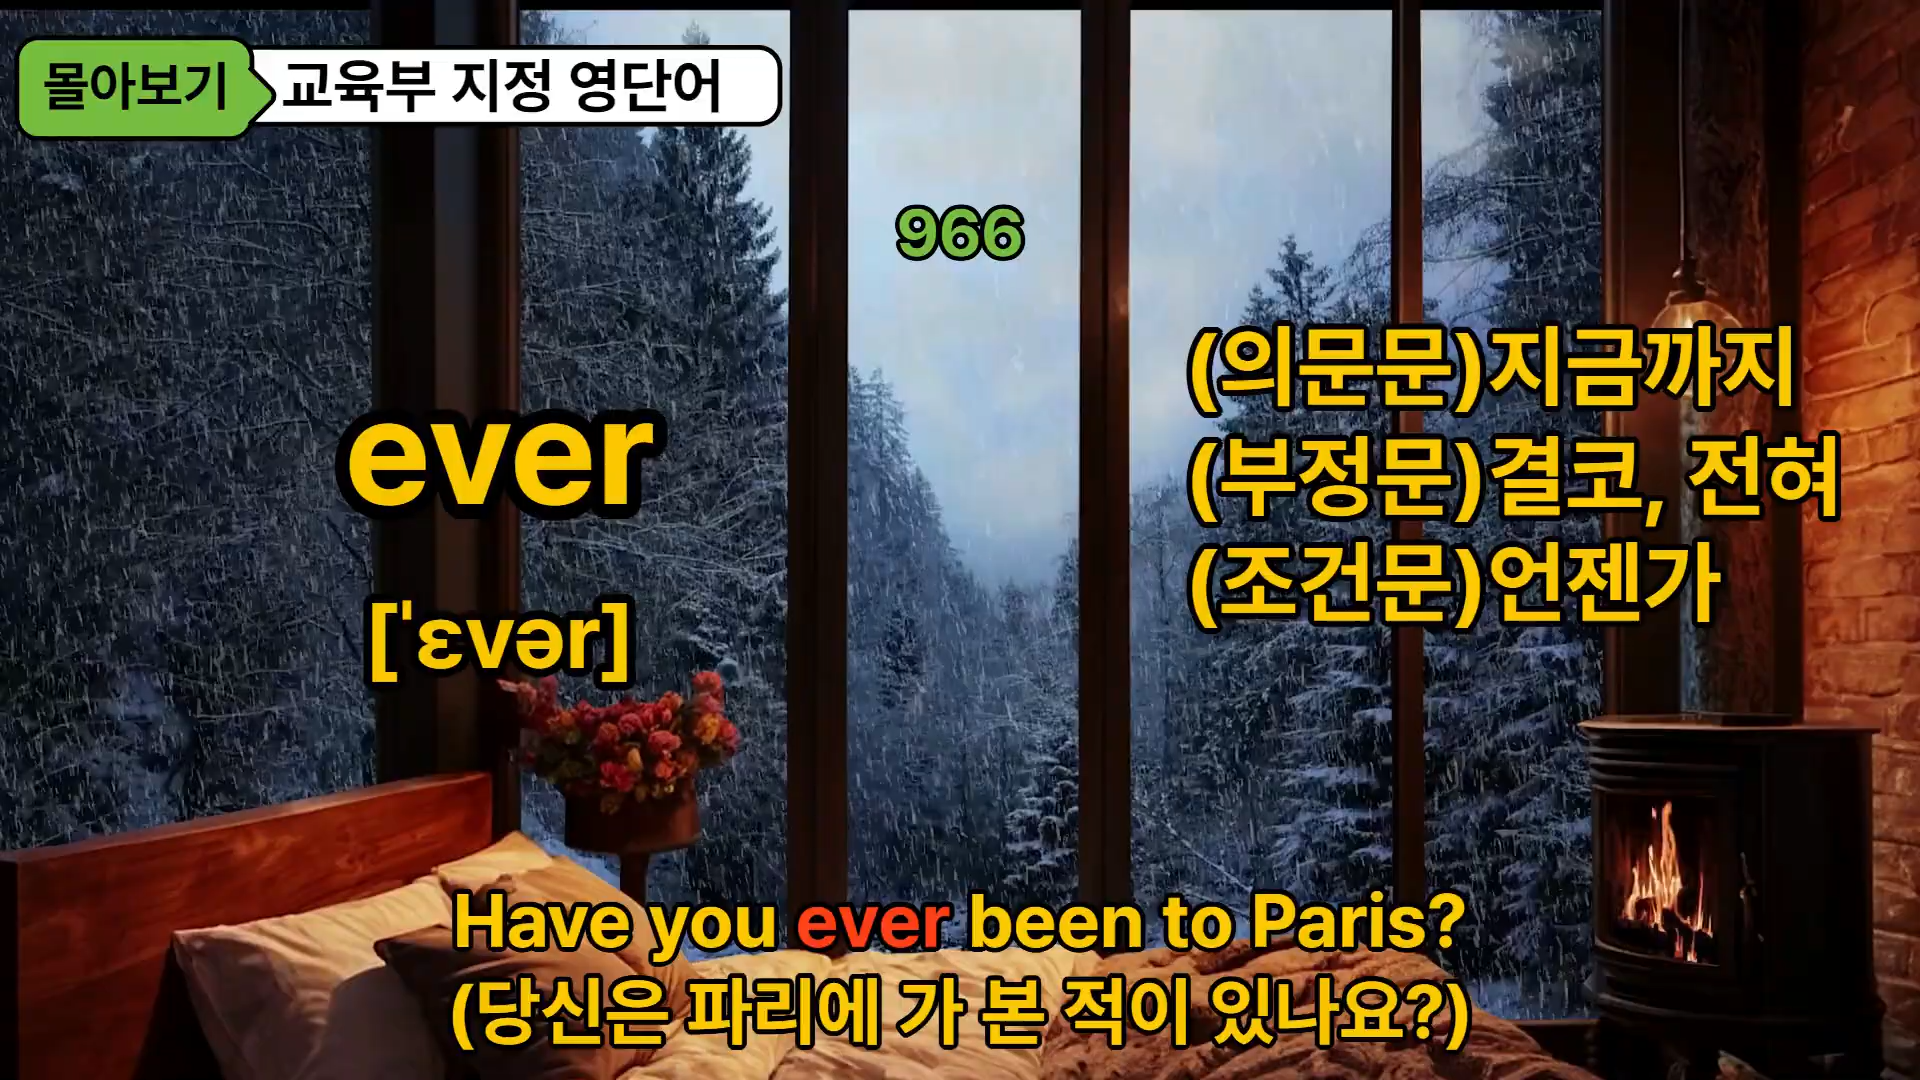 몰아보기 교육부 지정 영단어
966
ever
['ɛvər]
(의문문)지금까지
(부정문)결코, 전혀
(조건문)언젠가
Have you ever been to Paris?
(당신은 파리에 가 본 적이 있나요?)